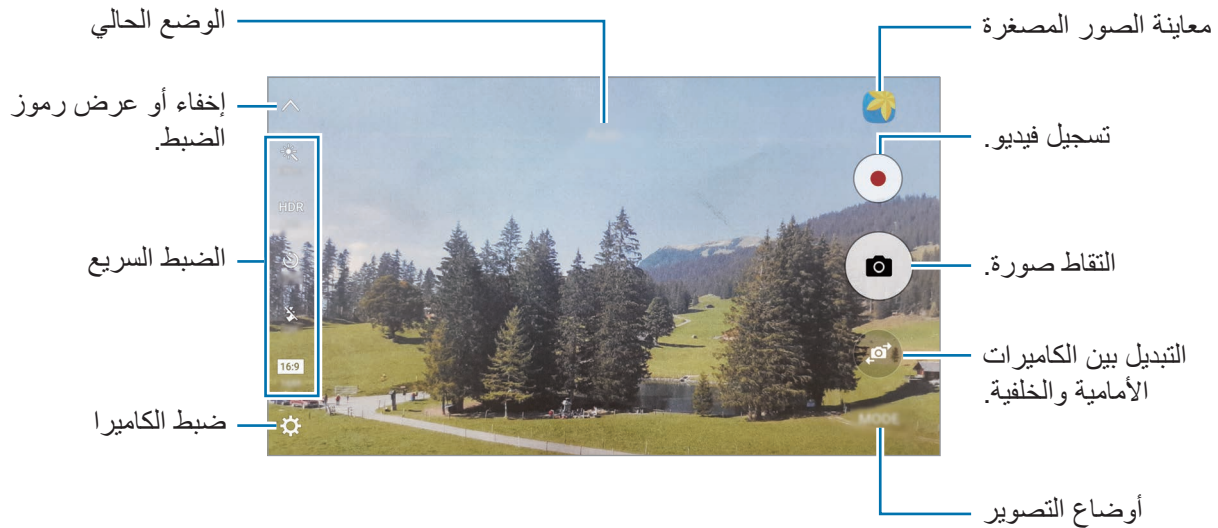 الوضع الحالي
معاينة الصور المصغرة
إخفاء أو عرض رموز
الضبط.
تسجيل فيديو.
HDR
الضبط السريع
التقاط صورة.
16:9
التبديل بين الكاميرات
الأمامية والخلفية.
ضبط الكاميرا
MODE
أوضاع التصوير